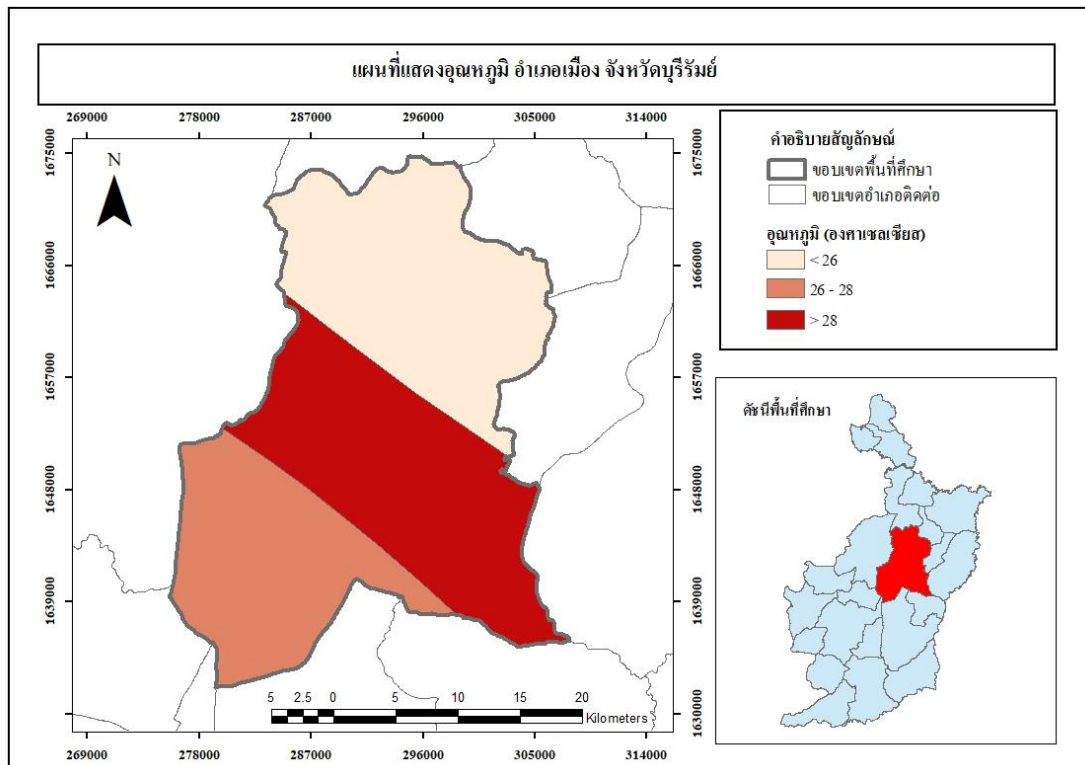 แผนที่แสดงอุณหภูมิ อำเภอเมือง จังหวัดบุรีรัมย์
269000 278000 287000 296000 305000 314000
N
1675000
1666000
1657000
1648000
1639000
1630000
คำอธิบายสัญลักษณ์
ขอบเขตพื้นที่ศึกษา
ขอบเขตอำเภอติดต่อ
อุณหภูมิ (องศาเซลเซียส)
< 26
26 - 28
> 28
1675000
1666000
1657000
1648000
1639000
1630000
ดัชนีพื้นที่ศึกษา
5 2.5 0 5 10 15 20
Kilometers
269000 278000 287000 296000 305000 314000